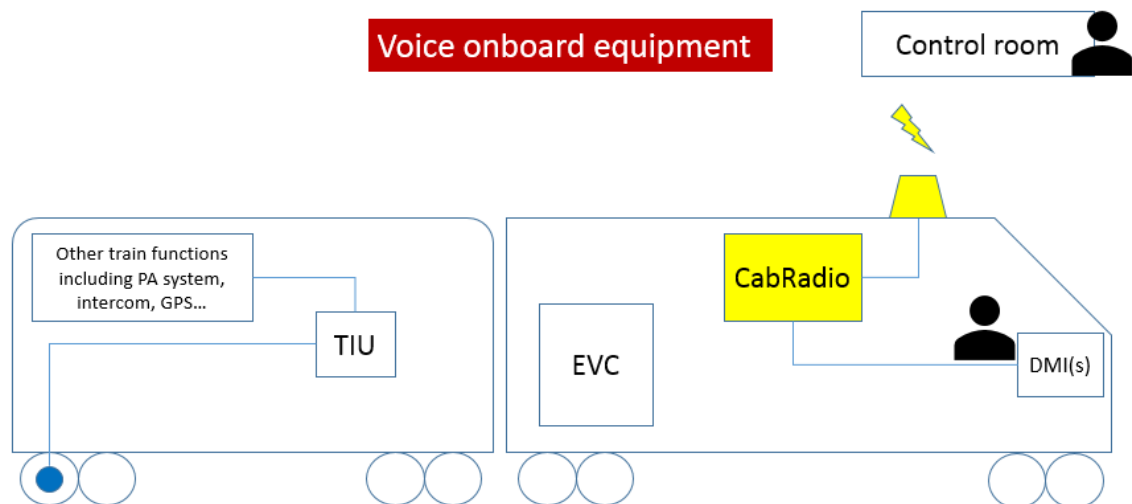 Voice onboard equipment
Control room
Other train functions
including PA system,
intercom, GPS...
TIU
EVC
CabRadio
DMI(s)